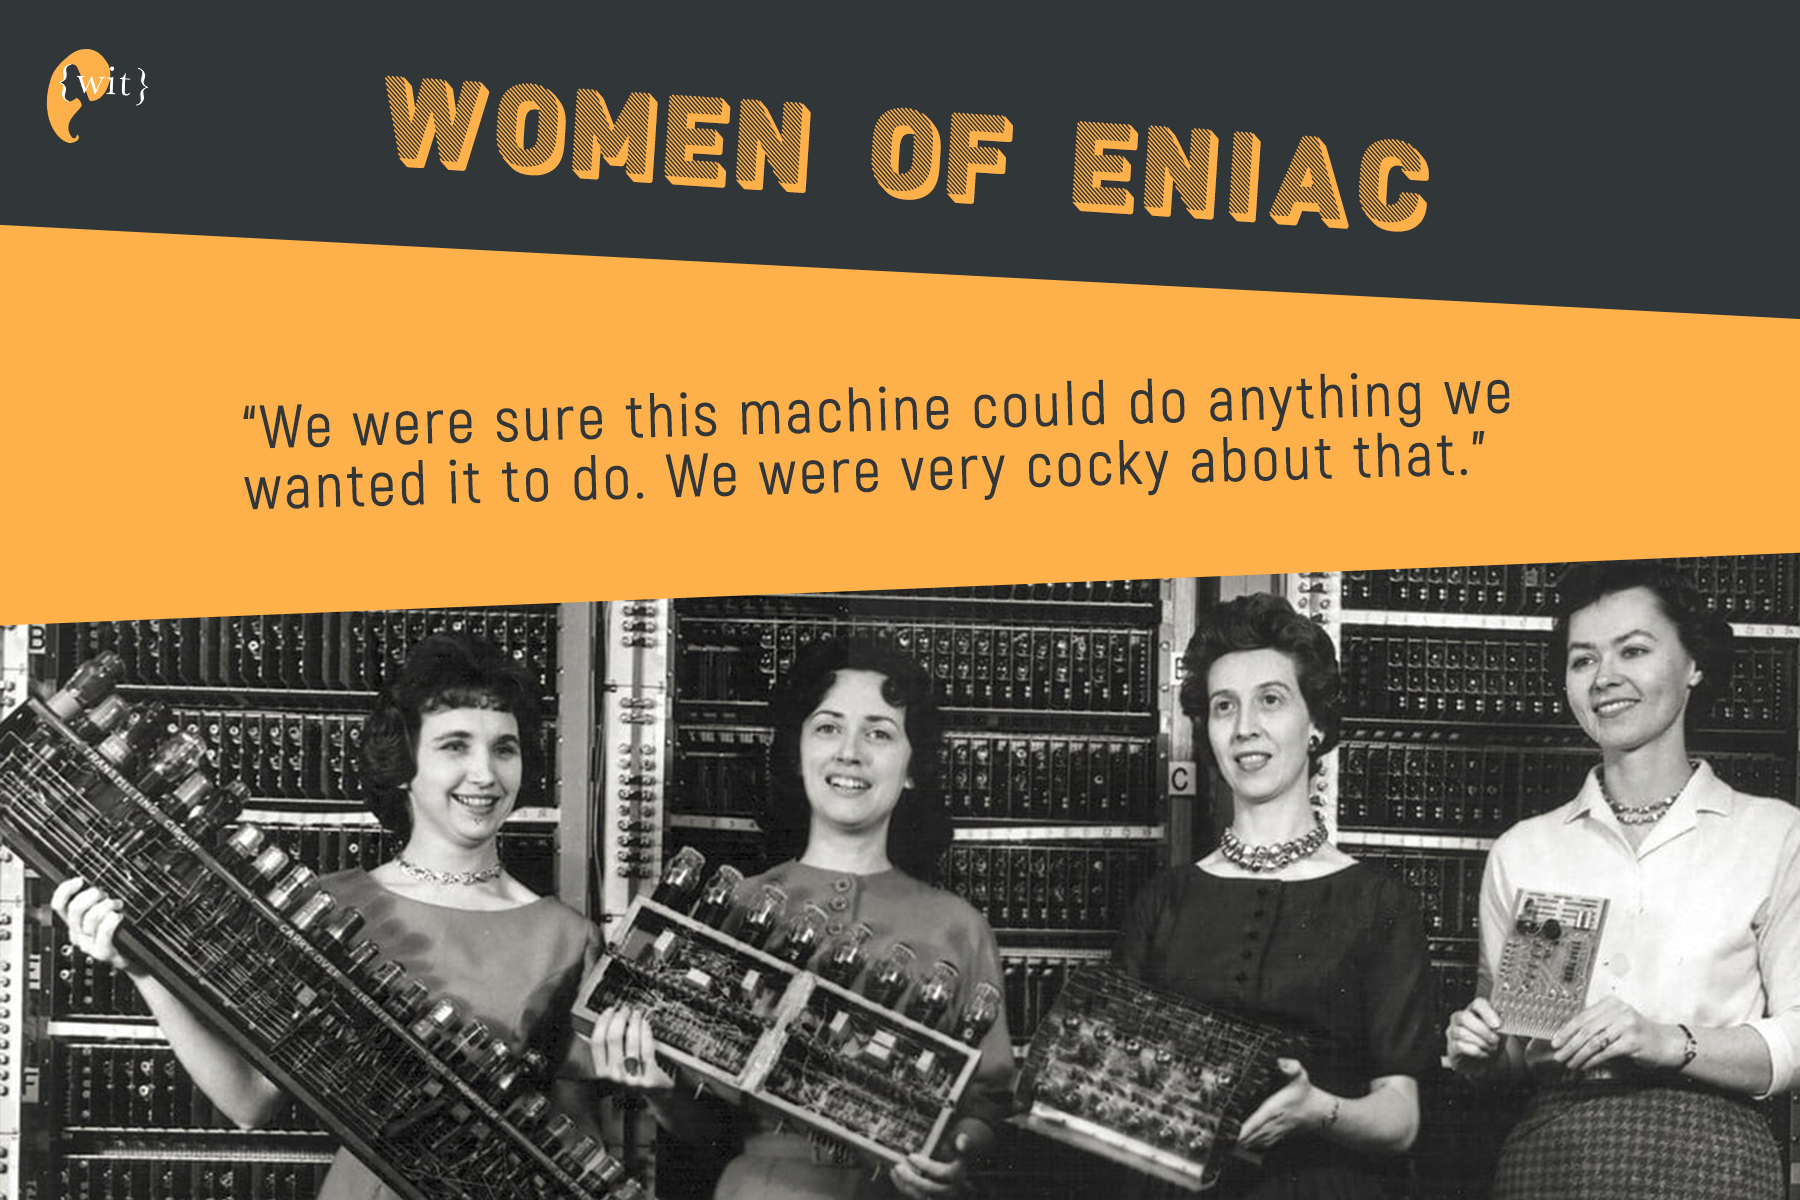 {wit}
WOMEN OF ENIAC
“We were sure this machine could do anything we
wanted it to do. We were very cocky about that.”
B
C